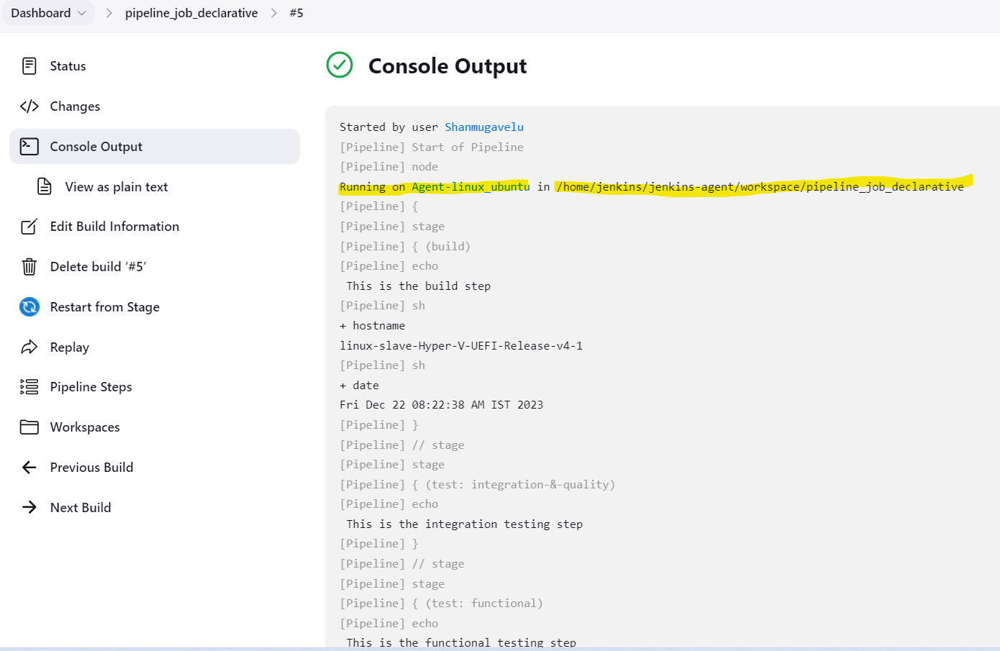 Dashboard > pipeline_job_declarative > #5
Status
Changes
Console Output
View as plain text
Edit Build Information
Delete build ‘#5’
Restart from Stage
Replay
Pipeline Steps
Workspaces
Previous Build
Next Build
Console Output
Started by user Shanmugavelu
[Pipeline] Start of Pipeline
[Pipeline] node
Running on Agent-linux_ubuntu in /home/jenkins/jenkins-agent/workspace/pipeline_job_declarative
[Pipeline] {
[Pipeline] stage
[Pipeline] { (build)
[Pipeline] echo
This is the build step
[Pipeline] sh
+ hostname
linux-slave-Hyper-V-UEFI-Release-v4-1
[Pipeline] sh
+ date
Fri Dec 22 08:22:38 AM IST 2023
[Pipeline] }
[Pipeline] // stage
[Pipeline] stage
[Pipeline] { (test: integration-&-quality)
[Pipeline] echo
This is the integration testing step
[Pipeline] }
[Pipeline] // stage
[Pipeline] stage
[Pipeline] { (test: functional)
[Pipeline] echo
This is the functional testing step